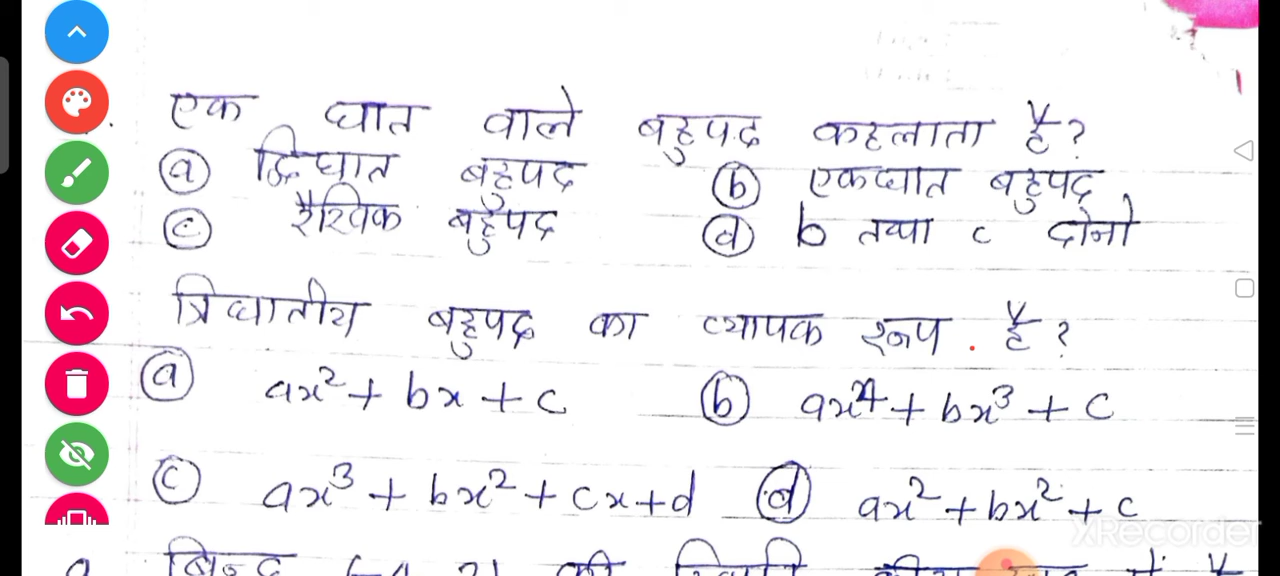 एक घात वाले बहुपद कहलाता है?
ⓐ द्विघात बहुपद ⓑ एकघात बहुपद
ⓒ रैखिक बहुपद ⓓ b तथा c दोनो
त्रिघातीय बहुपद का व्यापक रूप . है?
ⓐ ax² + bx + c ⓑ ax⁴ + bx³ + c
ⓒ ax³ + bx² + cx + d ⓓ ax² + bx² + c
XRecorder